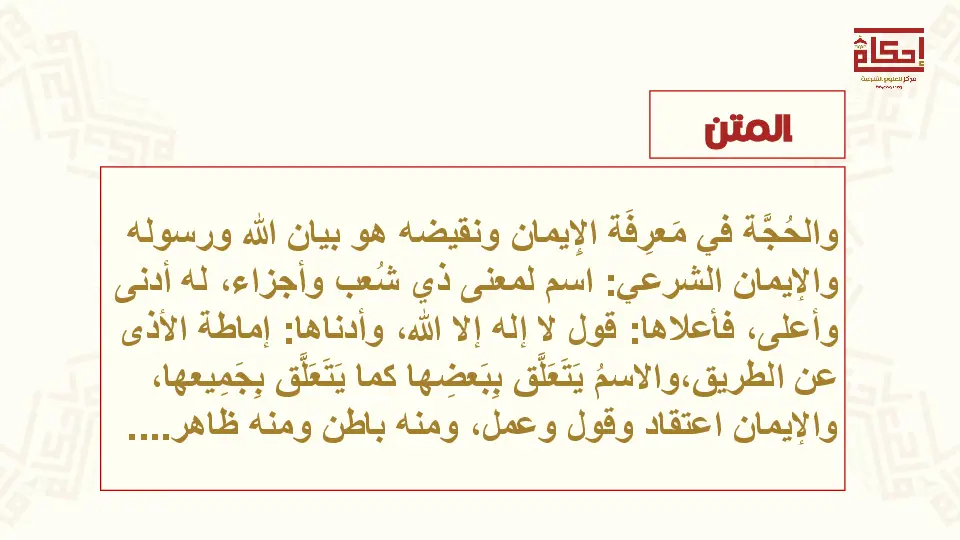 إحكام
مركز للعلوم الشرعية
المتن
والحُجَّة في مَعرِفَة الإيمان ونقيضه هو بيان الله ورسوله
والإيمان الشرعي: اسم لمعنى ذي شُعب وأجزاء، له أدنى
وأعلى، فأعلاها: قول لا إله إلا الله، وأدناها: إماطة الأذى
عن الطريق،والاسمُ يَتَعَلَّق بِبَعضِها كما يَتَعَلَّق بِجَمِيعها،
والإيمان اعتقاد وقول وعمل، ومنه باطن ومنه ظاهر....